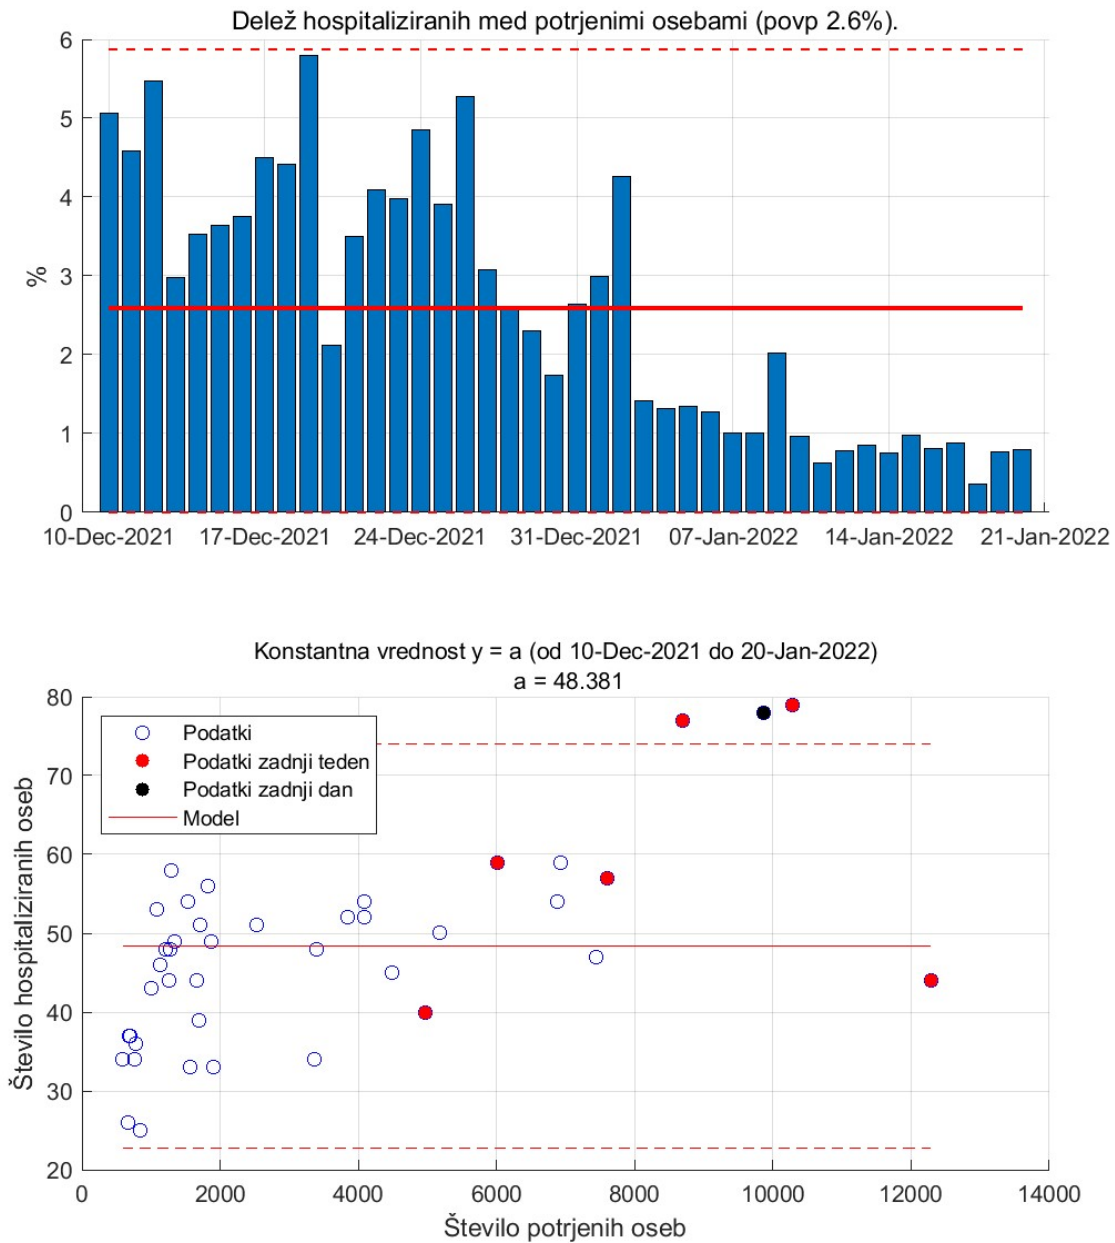 Delež hospitaliziranih med potrjenimi osebami (povp 2.6%).
6
5
4
3
2
1
0
%
10-Dec-2021 17-Dec-2021 24-Dec-2021 31-Dec-2021 07-Jan-2022 14-Jan-2022 21-Jan-2022
Konstantna vrednost y = a (od 10-Dec-2021 do 20-Jan-2022)
a = 48.381
80
70
60
50
40
30
20
Število hospitaliziranih oseb
Podatki
Podatki zadnji teden
Podatki zadnji dan
Model
0 2000 4000 6000 8000 10000 12000 14000
Število potrjenih oseb